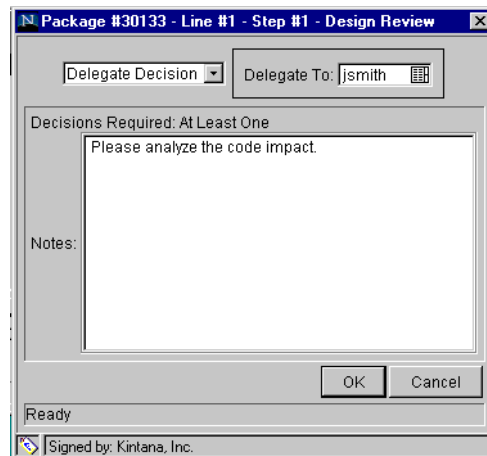 Package #30133 - Line #1 - Step #1 - Design Review
Delegate Decision
Delegate To: jsmith
Decisions Required: At Least One
Please analyze the code impact.
Notes:
OK Cancel
Ready
Signed by: Kintana, Inc.